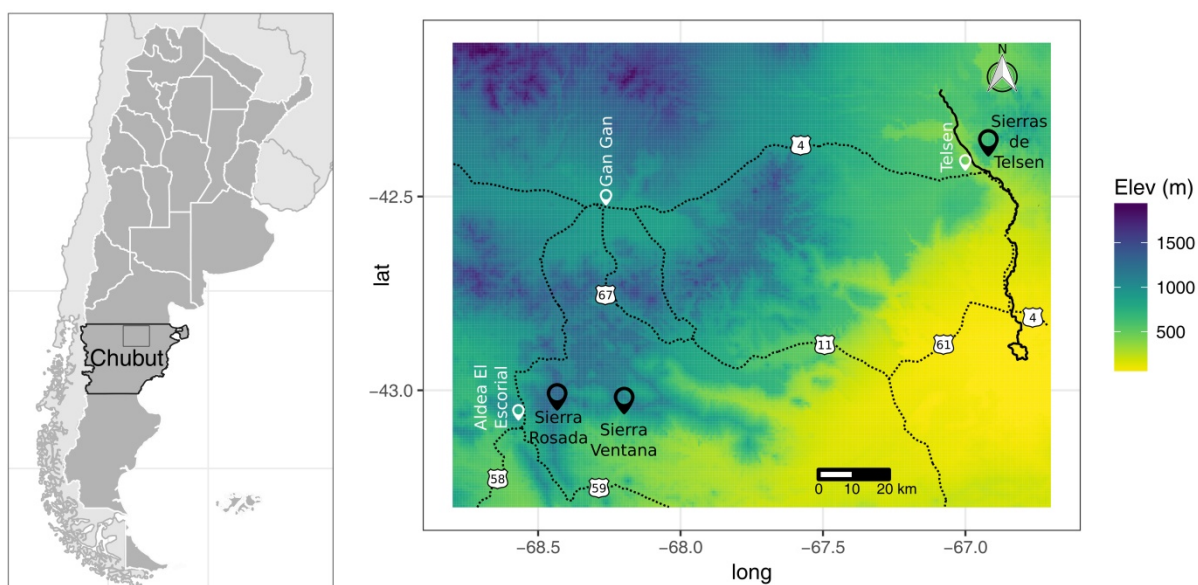 Chubut
lat
−42.5
−43.0
N
Sierras
de
Telsen
Telsen
4
Gan Gan
67
4
11
61
Aldea El
Escorial
Sierra
Rosada
Sierra
Ventana
58
59
0 10 20 km
−68.5
−68.0
−67.5
−67.0
long
Elev (m)
1500
1000
500